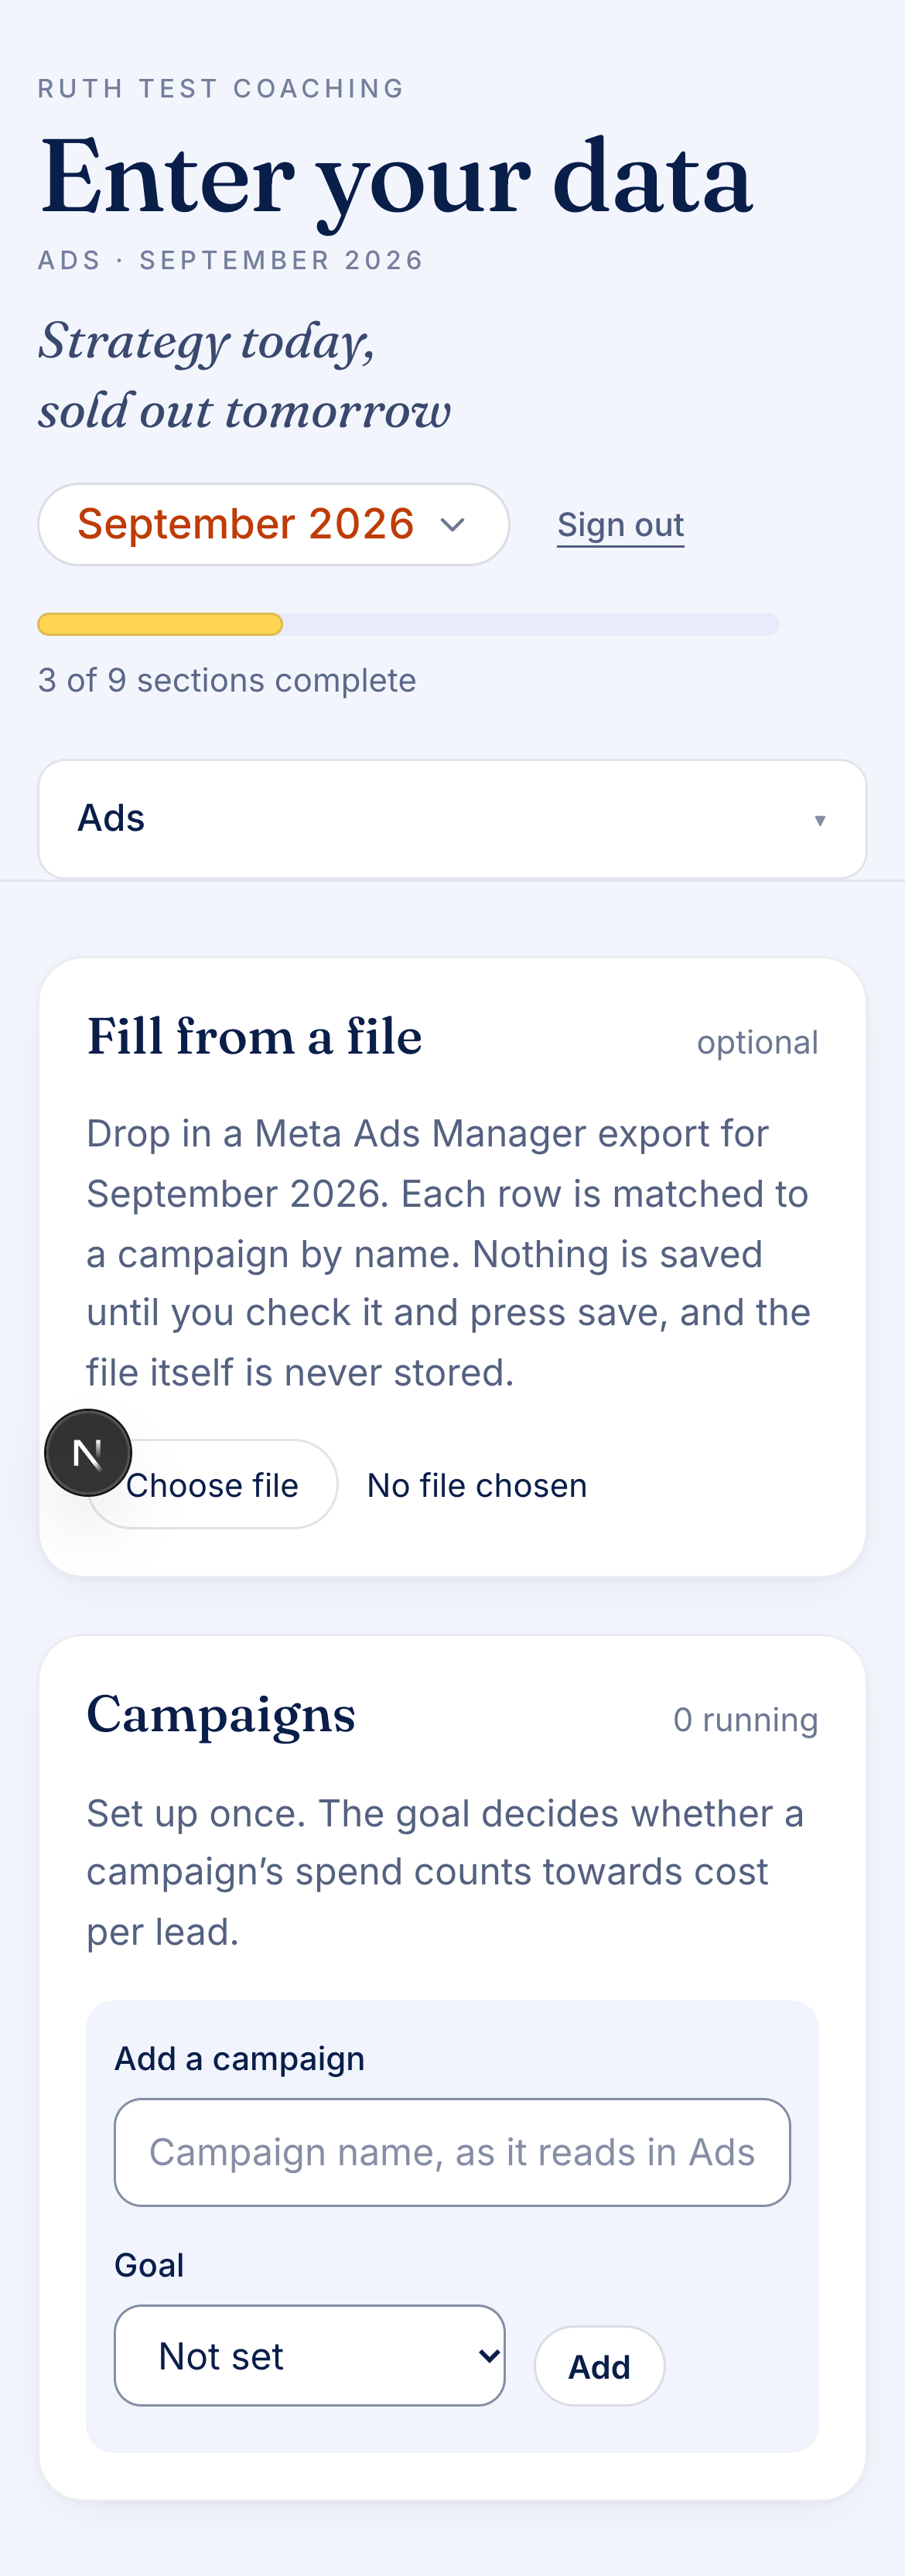 RUTH TEST COACHING
Enter your data
ADS · SEPTEMBER 2026
Strategy today,
sold out tomorrow
September 2026
Sign out
3 of 9 sections complete
Ads
Fill from a file
optional
Drop in a Meta Ads Manager export for
September 2026. Each row is matched to
a campaign by name. Nothing is saved
until you check it and press save, and the
file itself is never stored.
N
Choose file
No file chosen
Campaigns
0 running
Set up once. The goal decides whether a
campaign’s spend counts towards cost
per lead.
Add a campaign
Campaign name, as it reads in Ads
Goal
Not set
Add